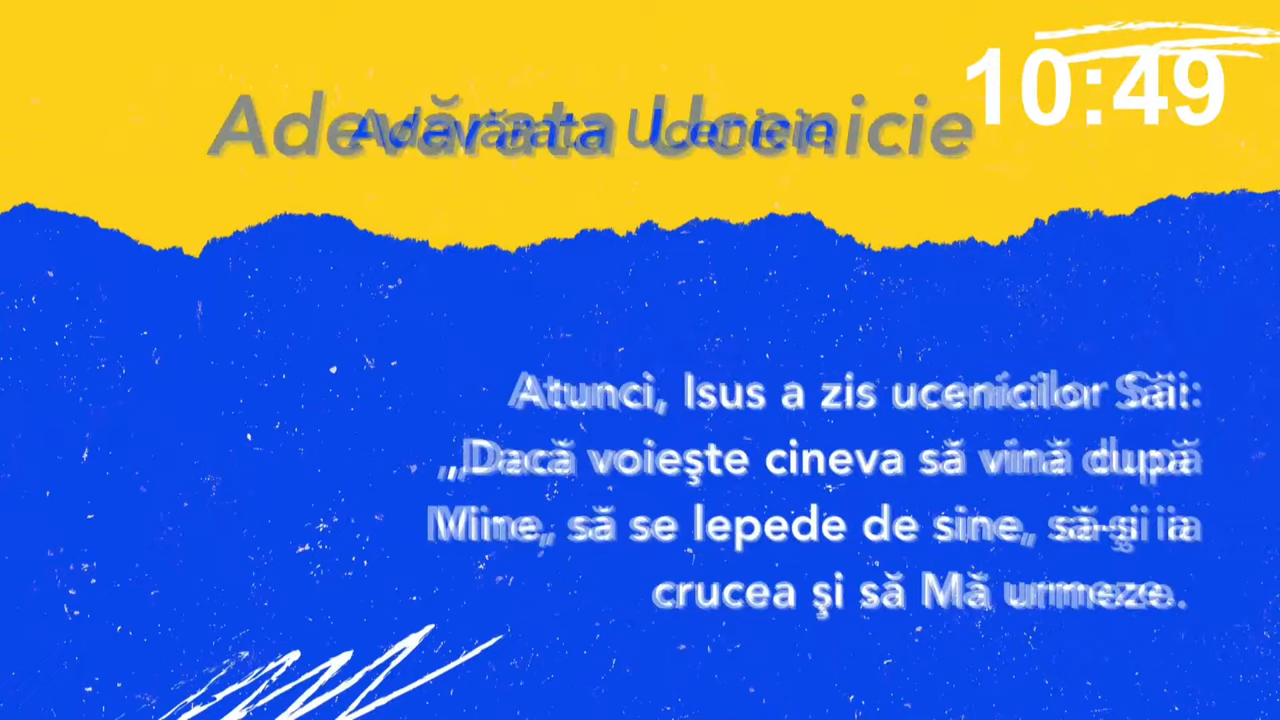 10:49
Adevărata Ucenicie
Atunci, Isus a zis ucenicilor Săi:
„Dacă voieşte cineva să vină după
Mine, să se lepede de sine, să-şi ia
crucea şi să Mă urmeze.